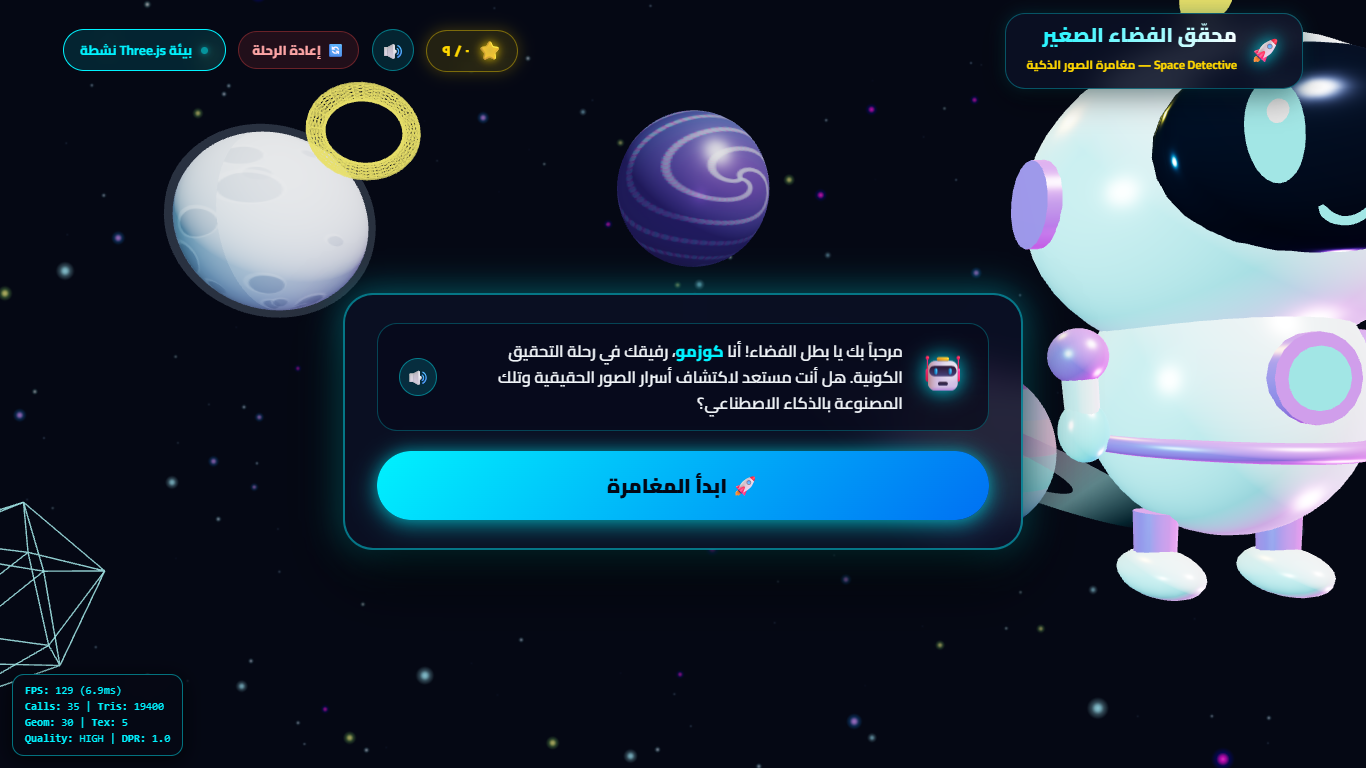 محقّق الفضاء الصغير
Space Detective — مغامرة الصور الذكية
٠ / ٩
إعادة الرحلة
بيئة Three.js نشطة
مرحباً بك يا بطل الفضاء! أنا كوزمو، رفيقك في رحلة التحقيق
الكونية. هل أنت مستعد لاكتشاف أسرار الصور الحقيقية وتلك
المصنوعة بالذكاء الاصطناعي؟
ابدأ المغامرة
FPS: 129 (6.9ms)
Calls: 35 | Tris: 19400
Geom: 30 | Tex: 5
Quality: HIGH | DPR: 1.0